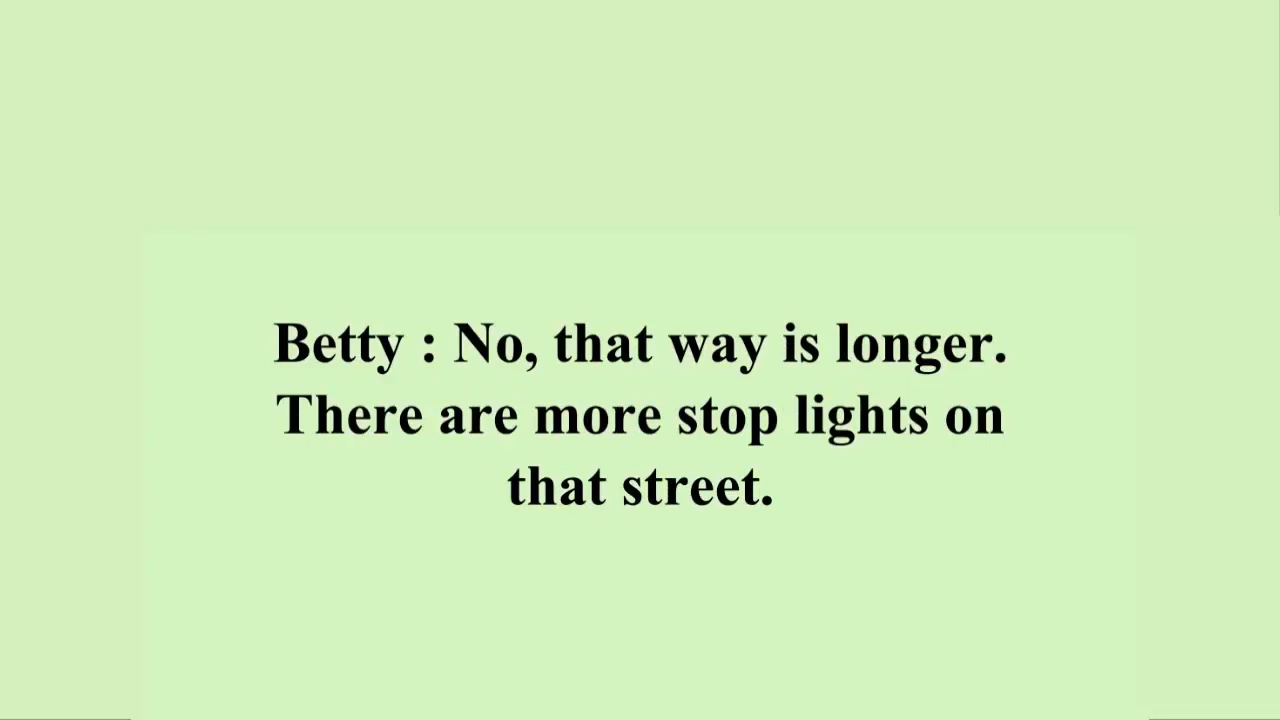 Betty : No, that way is longer.
There are more stop lights on
that street.